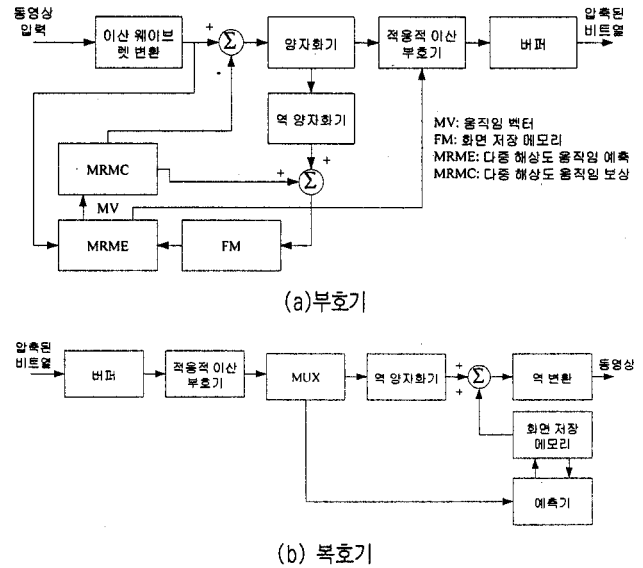 동영상
입력
이산 웨이브
렛 변환
+
Σ
-
양자화기
적응적 이산
부호기
버퍼
압축된
비트열
역 양자화기
MV: 움직임 벡터
FM: 화면 저장 메모리
MRME: 다중 해상도 움직임 예측
MRMC: 다중 해상도 움직임 보상
MRMC
+
+
Σ
MV
MRME
FM
(a)부호기
압축된
비트열
버퍼
적응적 이산
부호기
MUX
역 양자화기
+
+
Σ
역 변환
동영상
화면 저장
메모리
예측기
(b) 복호기